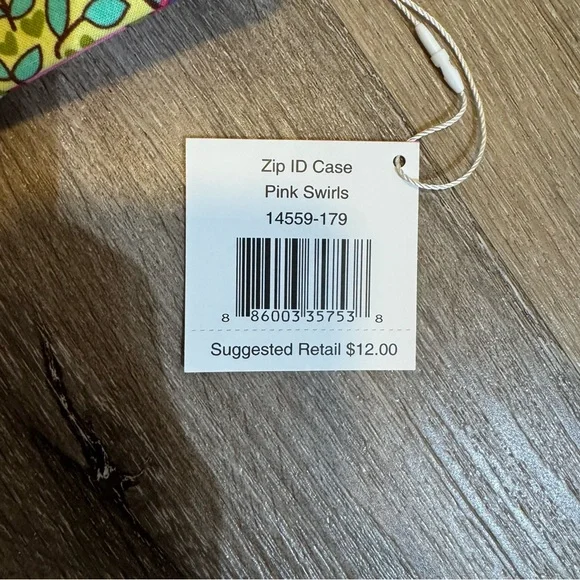 Zip ID Case
Pink Swirls
14559-179
8 86003 35753 8
Suggested Retail $12.00